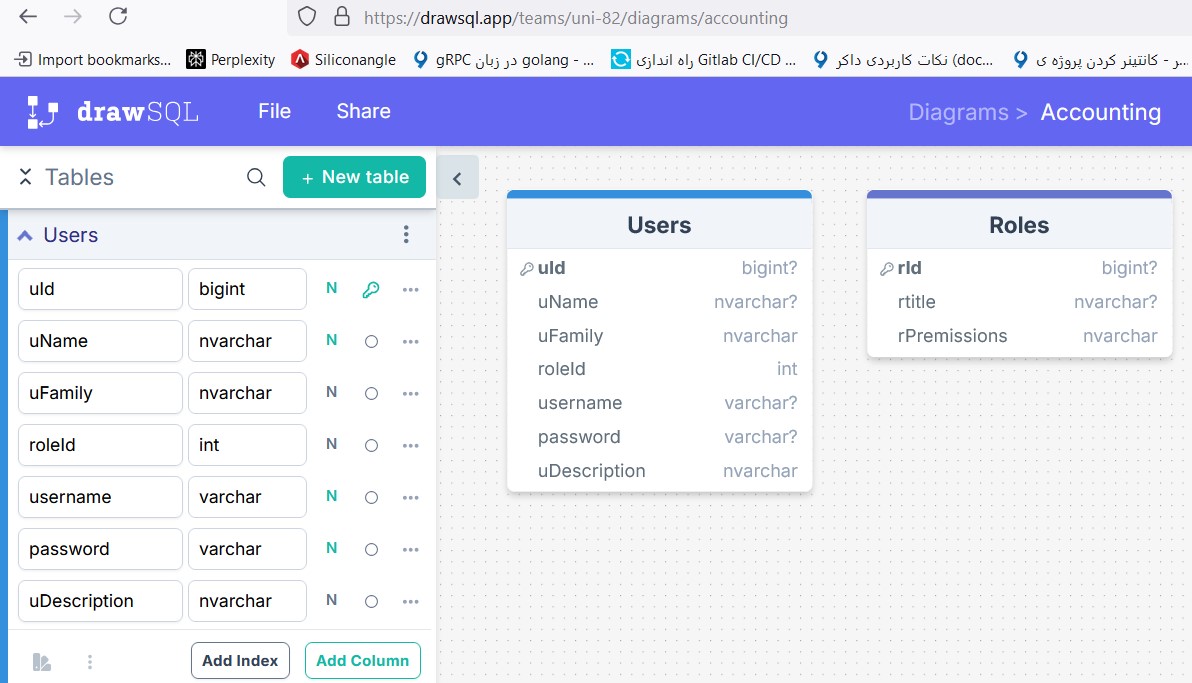 https://drawsql.app/teams/uni-82/diagrams/accounting
Import bookmarks... Perplexity Siliconangle gRPC در زبان golang - ... راه اندازی Gitlab CI/CD ... نکات کاربردی داکر (doc... ...ر - کانتینر کردن پروژه ی
drawSQL File Share Diagrams > Accounting
Tables + New table
Users
uId bigint N
uName nvarchar N
uFamily nvarchar N
roleId int N
username varchar N
password varchar N
uDescription nvarchar N
Add Index Add Column
Users
uId bigint?
uName nvarchar?
uFamily nvarchar
roleId int
username varchar?
password varchar?
uDescription nvarchar
Roles
rId bigint?
rtitle nvarchar?
rPremissions nvarchar